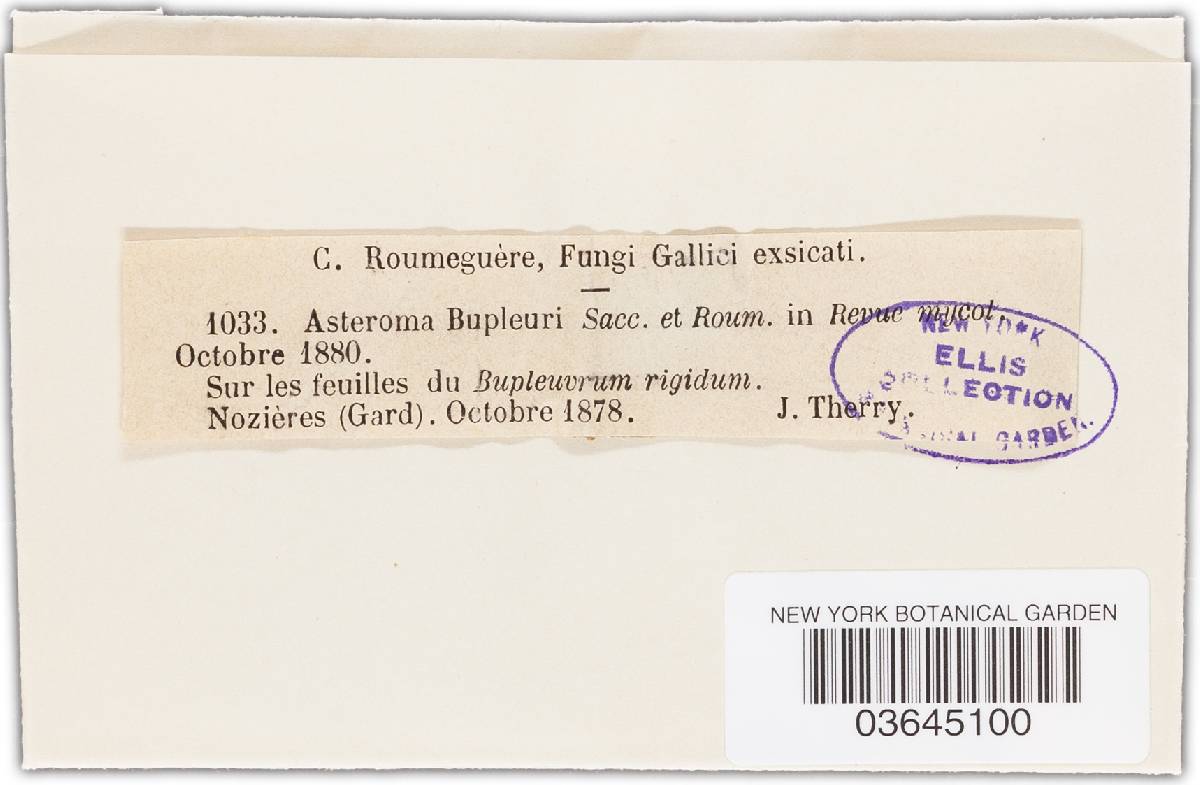 C. Roumeguère, Fungi Gallici exsicati.
1033. Asteroma Bupleuri Sacc. et Roum. in Revue mycol.
Octobre 1880.
Sur les feuilles du Bupleuvrum rigidum.
Nozières (Gard). Octobre 1878. J. Therry.
NEW YORK
ELLIS
COLLECTION
BOTANICAL GARDEN.
NEW YORK BOTANICAL GARDEN
03645100